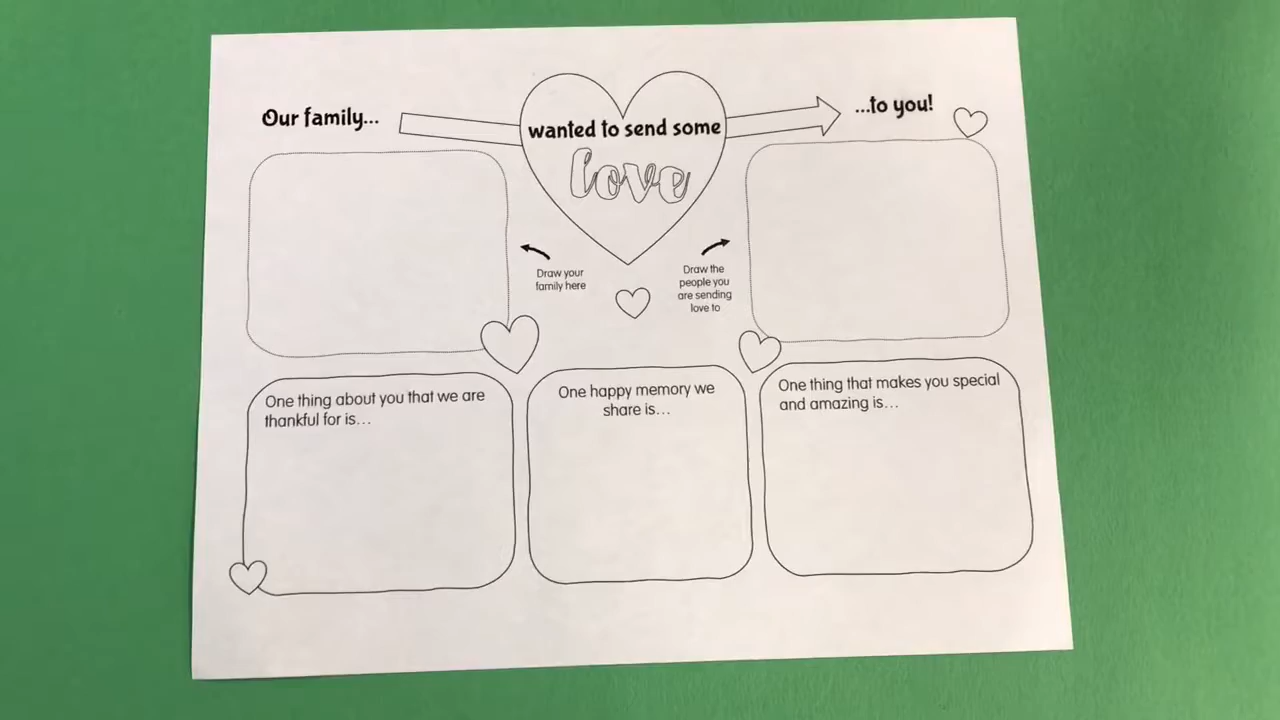 Our family...
wanted to send some
love
...to you!
Draw your
family here
Draw the
people you
are sending
love to
One thing about you that we are
thankful for is...
One happy memory we
share is...
One thing that makes you special
and amazing is...